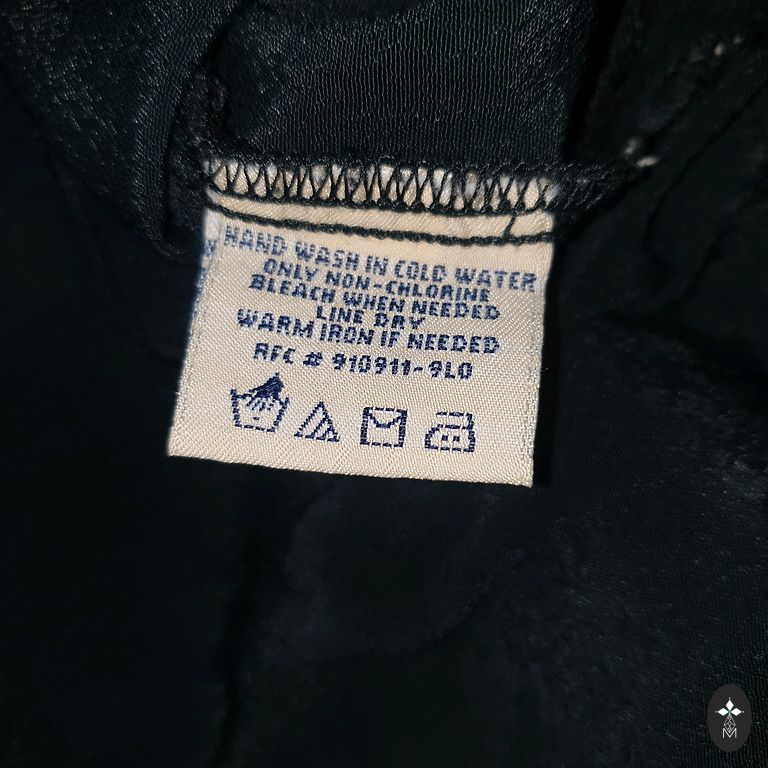 HAND WASH IN COLD WATER
ONLY NON-CHLORINE
BLEACH WHEN NEEDED
LINE DRY
WARM IRON IF NEEDED
RFC # 910911-9L0
M